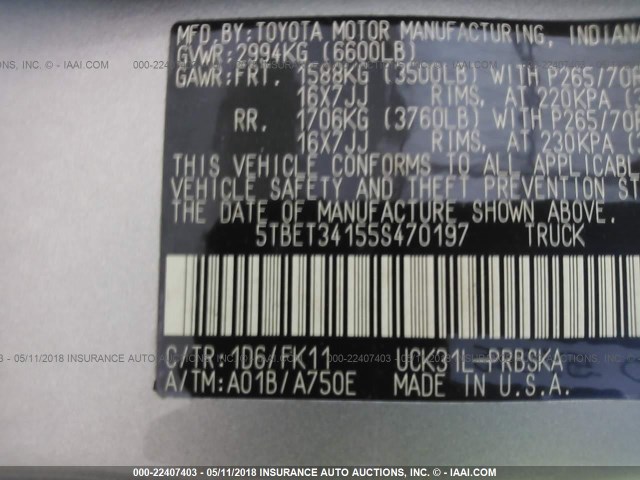 MFD BY:TOYOTA MOTOR MANUFACTURING, INDIANA
GVWR:2994KG (6600LB)
GAWR:FRT. 1588KG (3500LB) WITH P265/70R
16X7JJ RIMS, AT 220KPA
RR. 1706KG (3760LB) WITH P265/70R
16X7JJ RIMS, AT 230KPA
THIS VEHICLE CONFORMS TO ALL APPLICABLE
VEHICLE SAFETY AND THEFT PREVENTION
THE DATE OF MANUFACTURE SHOWN ABOVE.
5TBET34155S470197 TRUCK
C/TR:1D6/FK11 UCK31L-PRBSKA
A/TM:A01B/A750E MADE IN U.S.A.
000-22407403 - 05/11/2018 INSURANCE AUTO AUCTIONS, INC. - © - IAAI.COM